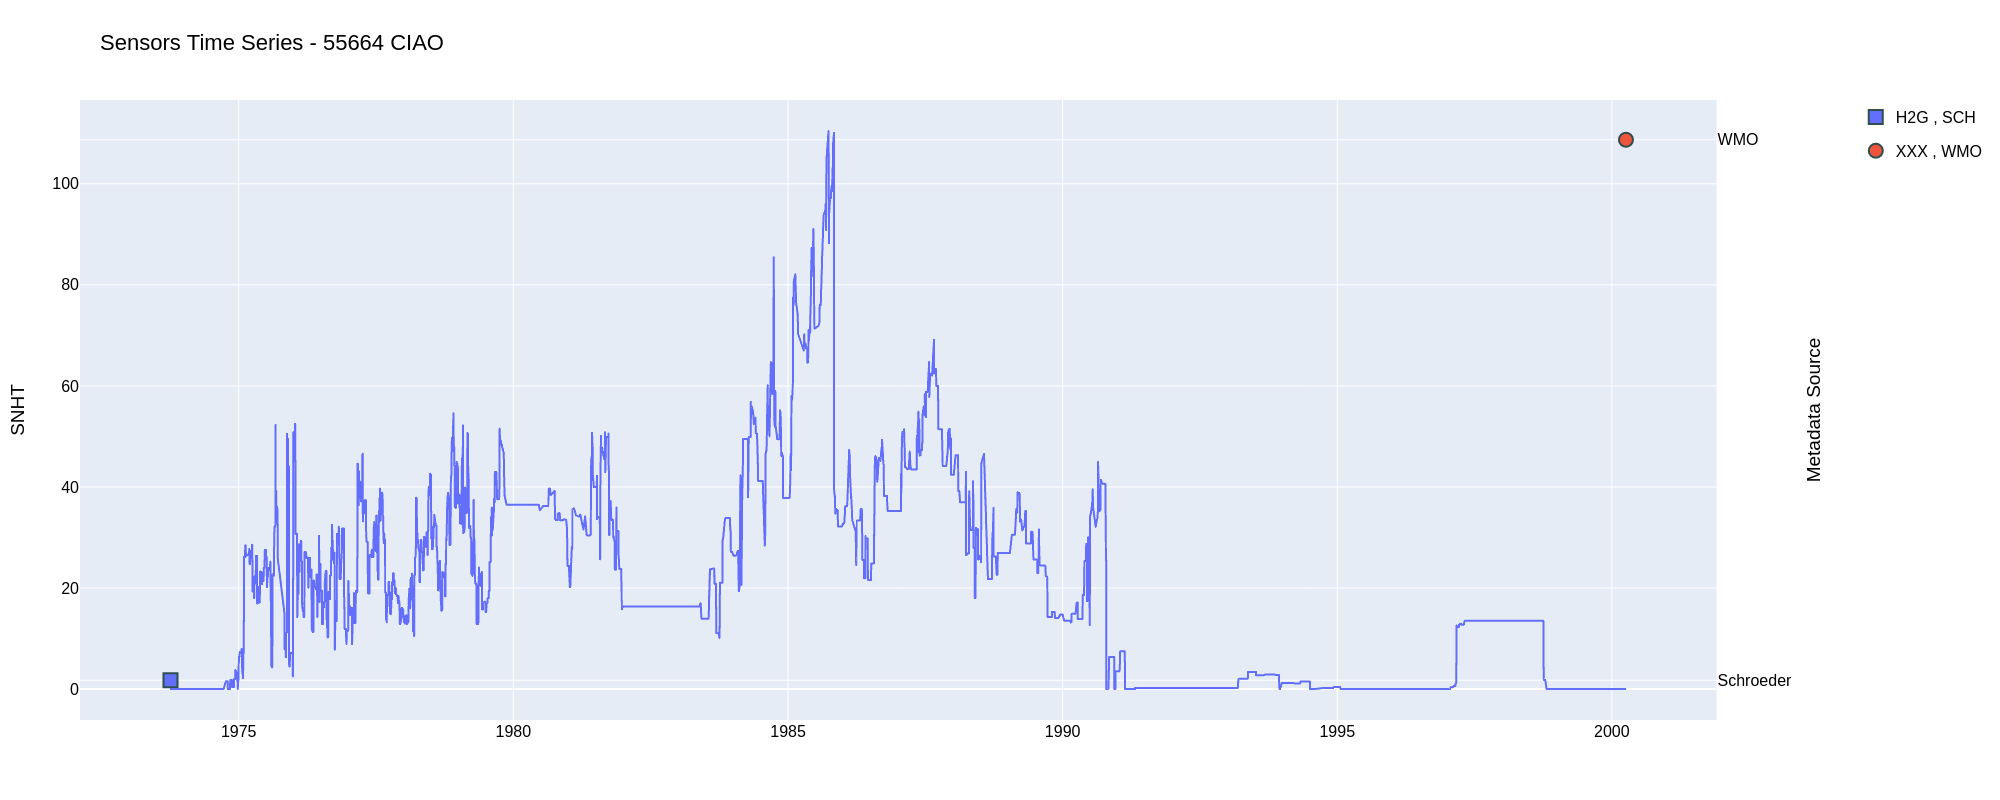 Sensors Time Series - 55664 CIAO
H2G , SCH
XXX , WMO
WMO
Schroeder
Metadata Source
SNHT
100
80
60
40
20
0
1975 1980 1985 1990 1995 2000